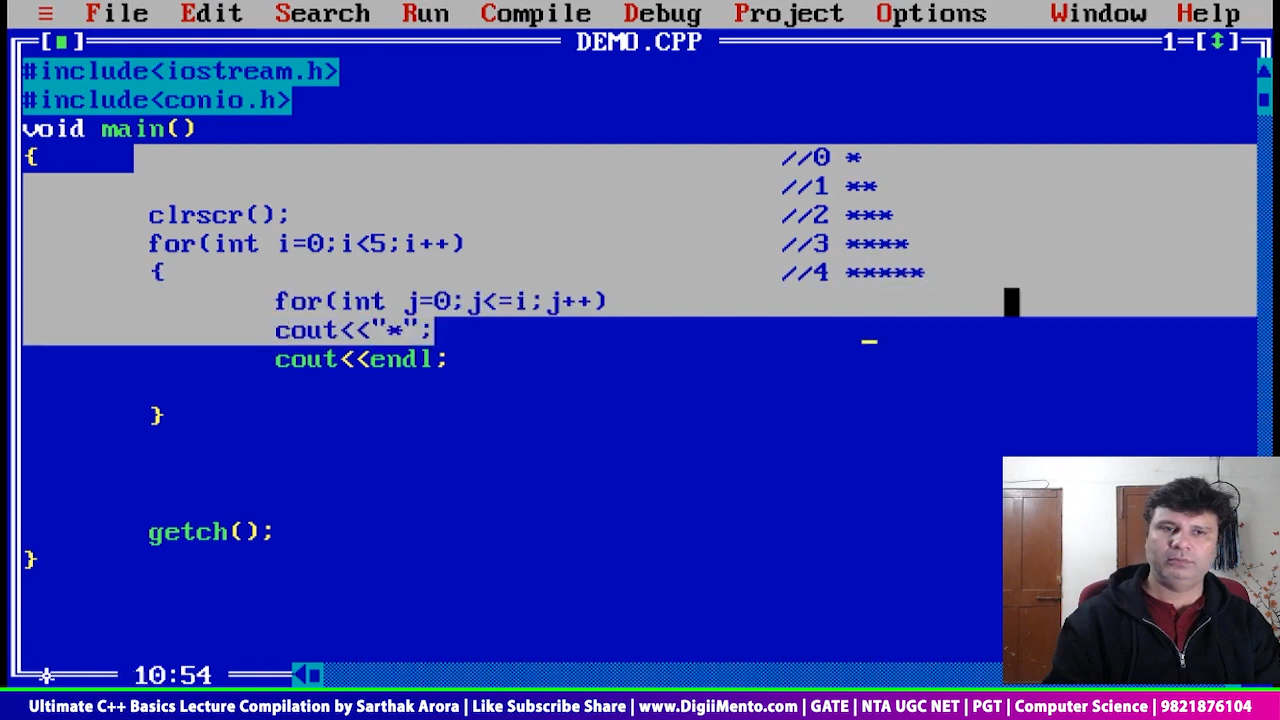 ≡ File Edit Search Run Compile Debug Project Options Window Help
[■] DEMO.CPP 1=[↕]
#include<iostream.h>
#include<conio.h>
void main()
{ //0 *
//1 **
clrscr(); //2 ***
for(int i=0;i<5;i++) //3 ****
{ //4 *****
for(int j=0;j<=i;j++)
cout<<"*";
cout<<endl;
}
getch();
}
10:54
Ultimate C++ Basics Lecture Compilation by Sarthak Arora | Like Subscribe Share | www.DigiiMento.com | GATE | NTA UGC NET | PGT | Computer Science | 9821876104